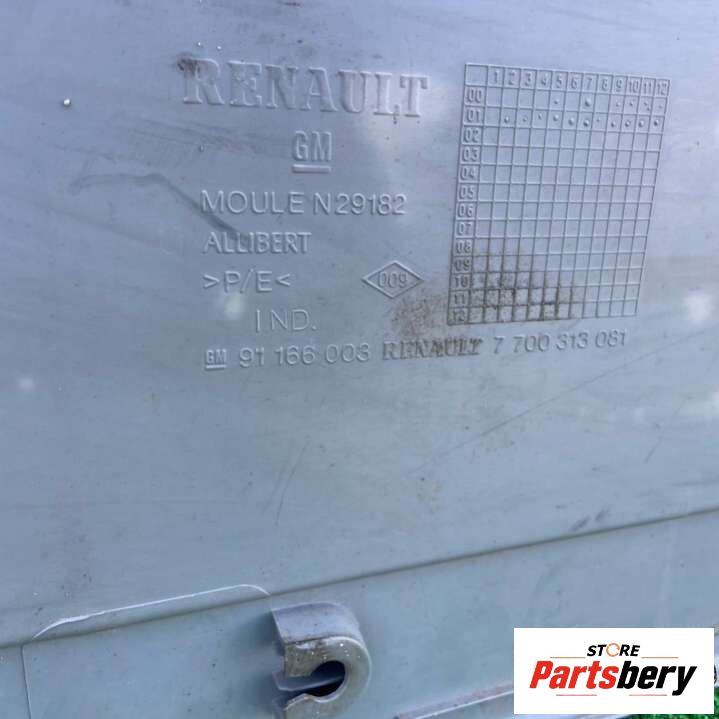 RENAULT
GM
MOULE N29182
ALLIBERT
>P/E<
009
IND.
GM 91 166 003 RENAULT 7 700 313 081
1 2 3 4 5 6 7 8 9 10 11 12
00
01
02
03
04
05
06
07
08
09
10
11
STORE
Partsbery